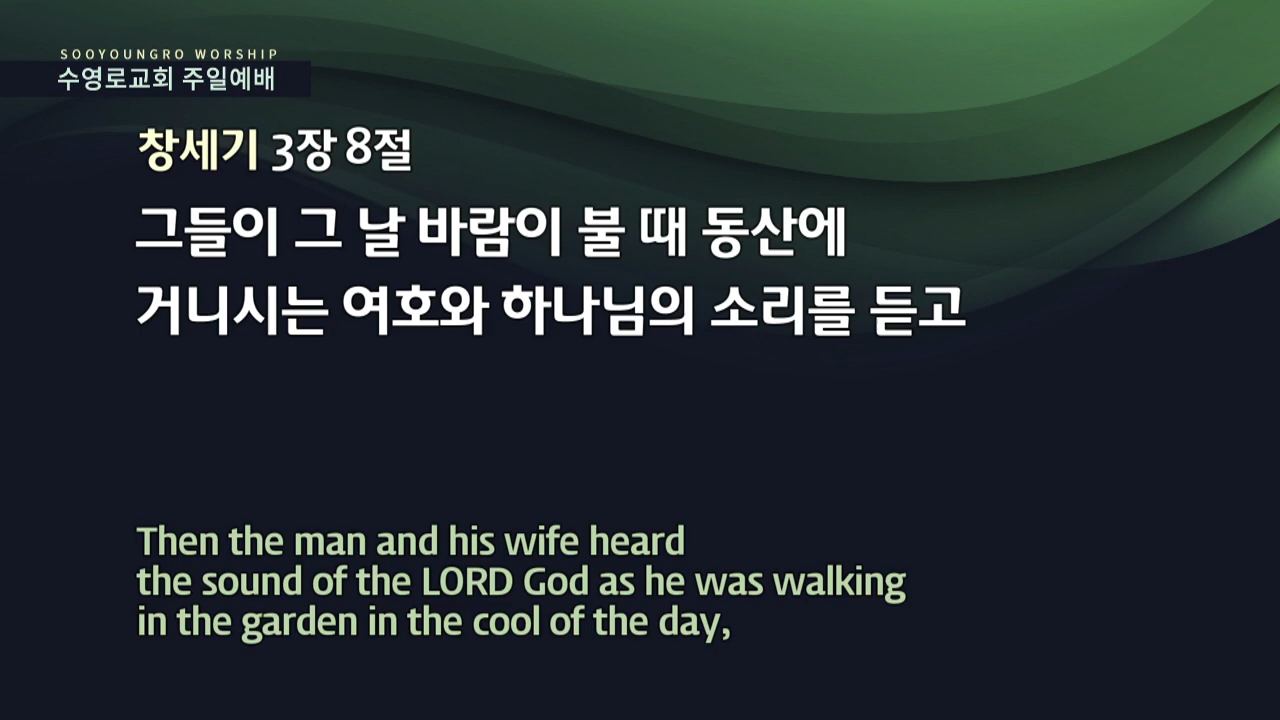 SOOYOUNGRO WORSHIP
수영로교회 주일예배
창세기 3장 8절
그들이 그 날 바람이 불 때 동산에
거니시는 여호와 하나님의 소리를 듣고
Then the man and his wife heard
the sound of the LORD God as he was walking
in the garden in the cool of the day,